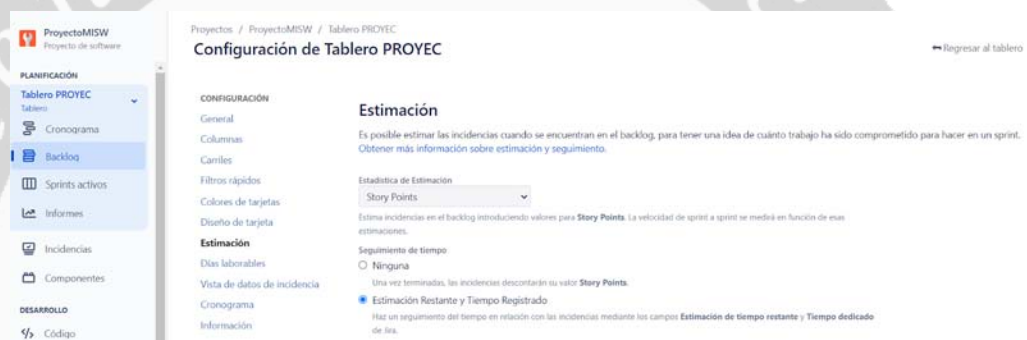 ProyectoMISW
Proyecto de software
PLANIFICACIÓN
Tablero PROYEC
Tablero
Cronograma
Backlog
Sprints activos
Informes
Incidencias
Componentes
DESARROLLO
Código
Proyectos / ProyectoMISW / Tablero PROYEC
Configuración de Tablero PROYEC
Regresar al tablero
CONFIGURACIÓN
General
Columnas
Carriles
Filtros rápidos
Colores de tarjetas
Diseño de tarjeta
Estimación
Días laborables
Vista de datos de incidencia
Cronograma
Información
Estimación
Es posible estimar las incidencias cuando se encuentran en el backlog, para tener una idea de cuánto trabajo ha sido comprometido para hacer en un sprint.
Obtener más información sobre estimación y seguimiento.
Estadística de Estimación
Story Points
Estima incidencias en el backlog introduciendo valores para Story Points. La velocidad de sprint a sprint se medirá en función de esas
estimaciones.
Seguimiento de tiempo
Ninguna
Una vez terminadas, las incidencias descontarán su valor Story Points.
Estimación Restante y Tiempo Registrado
Haz un seguimiento del tiempo en relación con las incidencias mediante los campos Estimación de tiempo restante y Tiempo dedicado
de Jira.